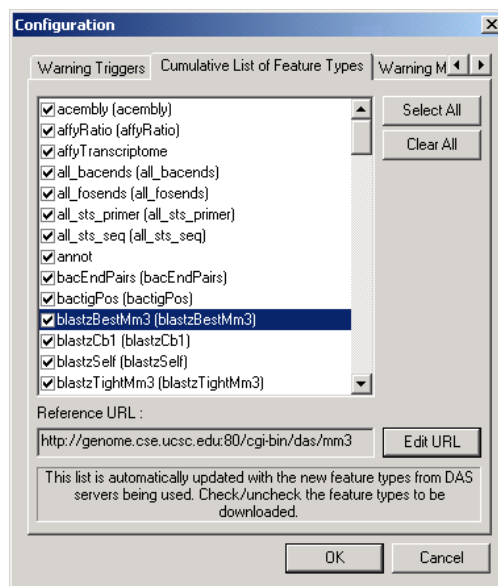 Configuration
Warning Triggers
Cumulative List of Feature Types
Warning M
acembly (acembly)
Select All
affyRatio (affyRatio)
affyTranscriptome
Clear All
all_bacends (all_bacends)
all_fosends (all_fosends)
all_sts_primer (all_sts_primer)
all_sts_seq (all_sts_seq)
annot
bacEndPairs (bacEndPairs)
bactigPos (bactigPos)
blastzBestMm3 (blastzBestMm3)
blastzCb1 (blastzCb1)
blastzSelf (blastzSelf)
blastzTightMm3 (blastzTightMm3)
Reference URL :
http://genome.cse.ucsc.edu:80/cgi-bin/das/mm3
Edit URL
This list is automatically updated with the new feature types from DAS
servers being used. Check/uncheck the feature types to be
downloaded.
OK
Cancel